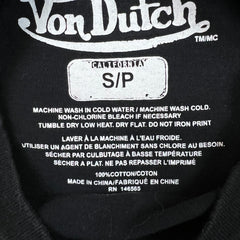 Von Dutch
TM/MC
CALIFORNIA
S/P
MACHINE WASH IN COLD WATER / MACHINE WASH COLD.
NON-CHLORINE BLEACH IF NECESSARY
TUMBLE DRY LOW HEAT. DRY FLAT. DO NOT IRON PRINT
LAVER À LA MACHINE À L'EAU FROIDE.
UTILISER UN AGENT DE BLANCHIMENT SANS CHLORE AU BESOIN.
SÉCHER PAR CULBUTAGE À BASSE TEMPÉRATURE
SÉCHER À PLAT. NE PAS REPASSER L'IMPRIMÉ
100%COTTON/COTON
MADE IN CHINA/FABRIQUÉ EN CHINE
RN 146565